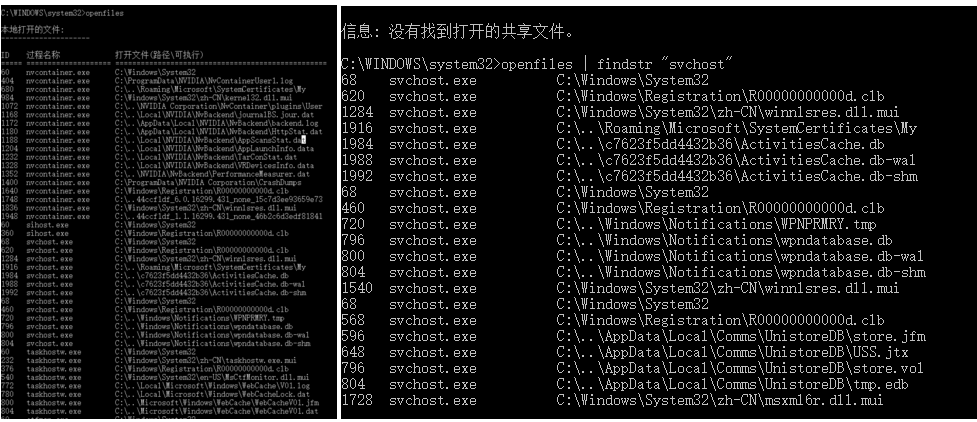 C:\WINDOWS\system32>openfiles
本地打开的文件:
--------------------
ID 过程名称 打开文件(路径\可执行)
===== ==================== ==================================================
60 nvcontainer.exe C:\Windows\System32
404 nvcontainer.exe C:\ProgramData\NVIDIA\NvContainerUser1.log
680 nvcontainer.exe C:\..\Roaming\Microsoft\SystemCertificates\My
984 nvcontainer.exe C:\Windows\System32\zh-CN\kernel32.dll.mui
1072 nvcontainer.exe C:\..\NVIDIA Corporation\NvContainer\plugins\User
1168 nvcontainer.exe C:\..Local\NVIDIA\NvBackend\journalBS.jour.dat
1172 nvcontainer.exe C:\..AppData\Local\NVIDIA\NvBackend\backend.log
1180 nvcontainer.exe C:\..AppData\Local\NVIDIA\NvBackend\HttpStat.dat
1188 nvcontainer.exe C:\..Local\NVIDIA\NvBackend\AppScansStat.dat
1204 nvcontainer.exe C:\..Local\NVIDIA\NvBackend\AppLaunchInfo.data
1232 nvcontainer.exe C:\..Local\NVIDIA\NvBackend\TarConStat.dat
1328 nvcontainer.exe C:\..Local\NVIDIA\NvBackend\VRDevicesInfo.data
1352 nvcontainer.exe C:\..NVIDIA\NvBackend\PerformanceMeasurer.dat
1400 nvcontainer.exe C:\ProgramData\NVIDIA Corporation\CrashDumps
1640 nvcontainer.exe C:\Windows\Registration\R00000000000d.clb
1748 nvcontainer.exe C:\..44ccf1df_6.0.16299.431_none_15c7d3ee93659e73
1836 nvcontainer.exe C:\Windows\System32\zh-CN\winnlsres.dll.mui
1948 nvcontainer.exe C:\..44ccf1df_1.1.16299.431_none_46b2c6d3edf81841
60 sihost.exe C:\Windows\System32
360 sihost.exe C:\Windows\Registration\R00000000000d.clb
68 svchost.exe C:\Windows\System32
620 svchost.exe C:\Windows\Registration\R00000000000d.clb
1284 svchost.exe C:\Windows\System32\zh-CN\winnlsres.dll.mui
1916 svchost.exe C:\..\Roaming\Microsoft\SystemCertificates\My
1984 svchost.exe C:\..\c7623f5dd4432b36\ActivitiesCache.db
1988 svchost.exe C:\..\c7623f5dd4432b36\ActivitiesCache.db-wal
1992 svchost.exe C:\..\c7623f5dd4432b36\ActivitiesCache.db-shm
68 svchost.exe C:\Windows\System32
460 svchost.exe C:\Windows\Registration\R00000000000d.clb
720 svchost.exe C:\..\Windows\Notifications\WPNPRMRY.tmp
796 svchost.exe C:\..\Windows\Notifications\wpndatabase.db
800 svchost.exe C:\..\Windows\Notifications\wpndatabase.db-wal
804 svchost.exe C:\..\Windows\Notifications\wpndatabase.db-shm
60 taskhostw.exe C:\Windows\System32
232 taskhostw.exe C:\Windows\System32\zh-CN\taskhostw.exe.mui
376 taskhostw.exe C:\Windows\Registration\R00000000000d.clb
540 taskhostw.exe C:\Windows\System32\en-US\MsCtfMonitor.dll.mui
772 taskhostw.exe C:\..Local\Microsoft\Windows\WebCache\V01.log
780 taskhostw.exe C:\..Local\Microsoft\Windows\WebCacheLock.dat
800 taskhostw.exe C:\..Microsoft\Windows\WebCache\WebCacheV01.jfm
804 taskhostw.exe C:\..Microsoft\Windows\WebCache\WebCacheV01.dat
信息: 没有找到打开的共享文件。
C:\WINDOWS\system32>openfiles | findstr "svchost"
68 svchost.exe C:\Windows\System32
620 svchost.exe C:\Windows\Registration\R00000000000d.clb
1284 svchost.exe C:\Windows\System32\zh-CN\winnlsres.dll.mui
1916 svchost.exe C:\..\Roaming\Microsoft\SystemCertificates\My
1984 svchost.exe C:\..\c7623f5dd4432b36\ActivitiesCache.db
1988 svchost.exe C:\..\c7623f5dd4432b36\ActivitiesCache.db-wal
1992 svchost.exe C:\..\c7623f5dd4432b36\ActivitiesCache.db-shm
68 svchost.exe C:\Windows\System32
460 svchost.exe C:\Windows\Registration\R00000000000d.clb
720 svchost.exe C:\..\Windows\Notifications\WPNPRMRY.tmp
796 svchost.exe C:\..\Windows\Notifications\wpndatabase.db
800 svchost.exe C:\..\Windows\Notifications\wpndatabase.db-wal
804 svchost.exe C:\..\Windows\Notifications\wpndatabase.db-shm
1540 svchost.exe C:\Windows\System32\zh-CN\winnlsres.dll.mui
68 svchost.exe C:\Windows\System32
568 svchost.exe C:\Windows\Registration\R00000000000d.clb
596 svchost.exe C:\..\AppData\Local\Comms\UnistoreDB\store.jfm
648 svchost.exe C:\..\AppData\Local\Comms\UnistoreDB\USS.jtx
796 svchost.exe C:\..\AppData\Local\Comms\UnistoreDB\store.vol
804 svchost.exe C:\..\AppData\Local\Comms\UnistoreDB\tmp.edb
1728 svchost.exe C:\Windows\System32\zh-CN\msxml6r.dll.mui